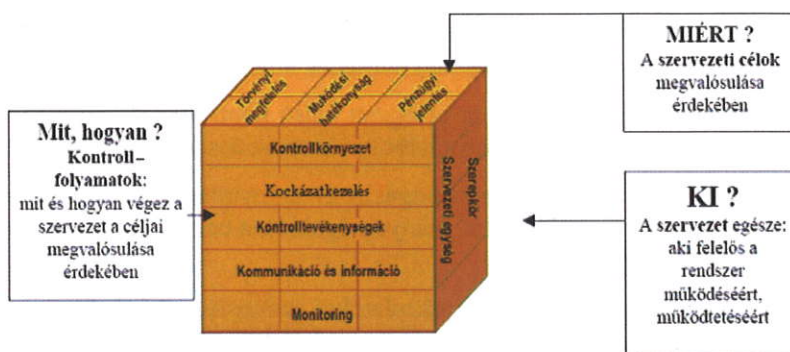 MIÉRT ?
A szervezeti célok
megvalósulása
érdekében
Törvényi
megfelelés
Működési
hatékonyság
Pénzügyi
jelentés
Mit, hogyan ?
Kontroll–
folyamatok:
mit és hogyan végez a
szervezet a céljai
megvalósulása
érdekében
Kontrollkörnyezet
Kockázatkezelés
Kontrolltevékenységek
Kommunikáció és információ
Monitoring
Szervezeti egység
Szerepkör
KI ?
A szervezet egésze:
aki felelős a
rendszer
működéséért,
működtetéséért